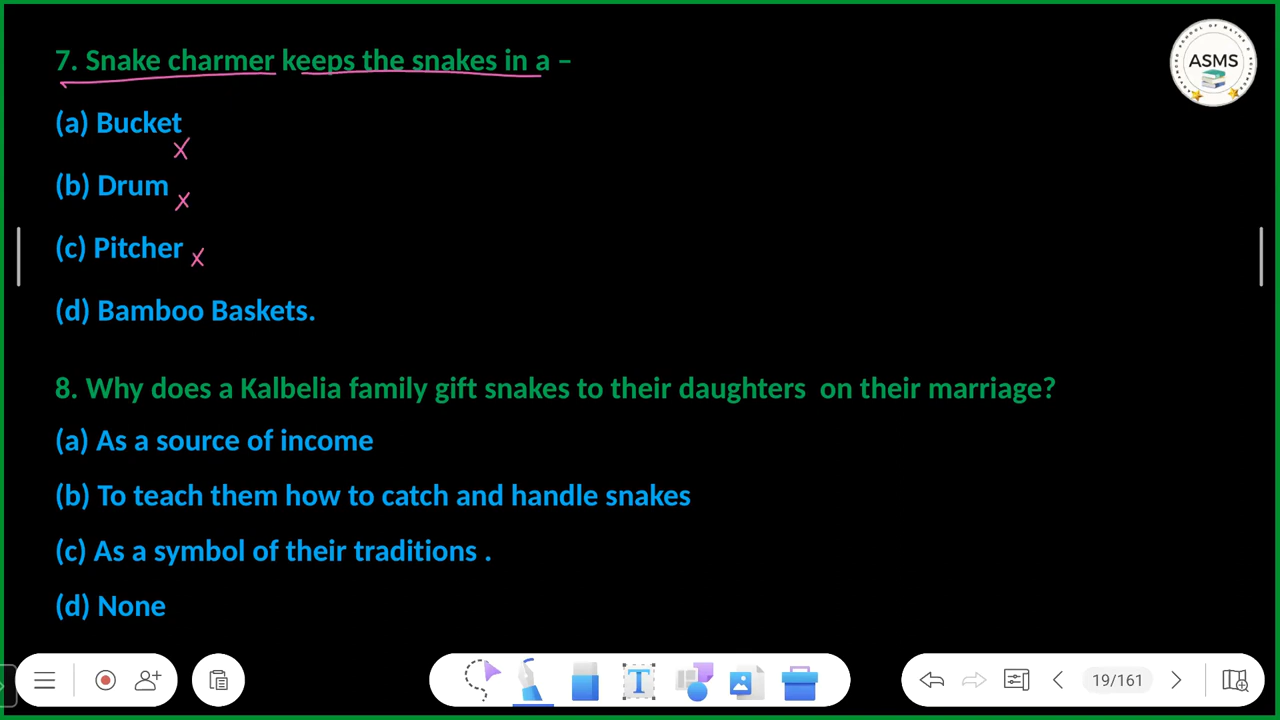 7. Snake charmer keeps the snakes in a –
ASMS
(a) Bucket
x
(b) Drum x
(c) Pitcher x
(d) Bamboo Baskets.
8. Why does a Kalbelia family gift snakes to their daughters on their marriage?
(a) As a source of income
(b) To teach them how to catch and handle snakes
(c) As a symbol of their traditions .
(d) None
T
19/161